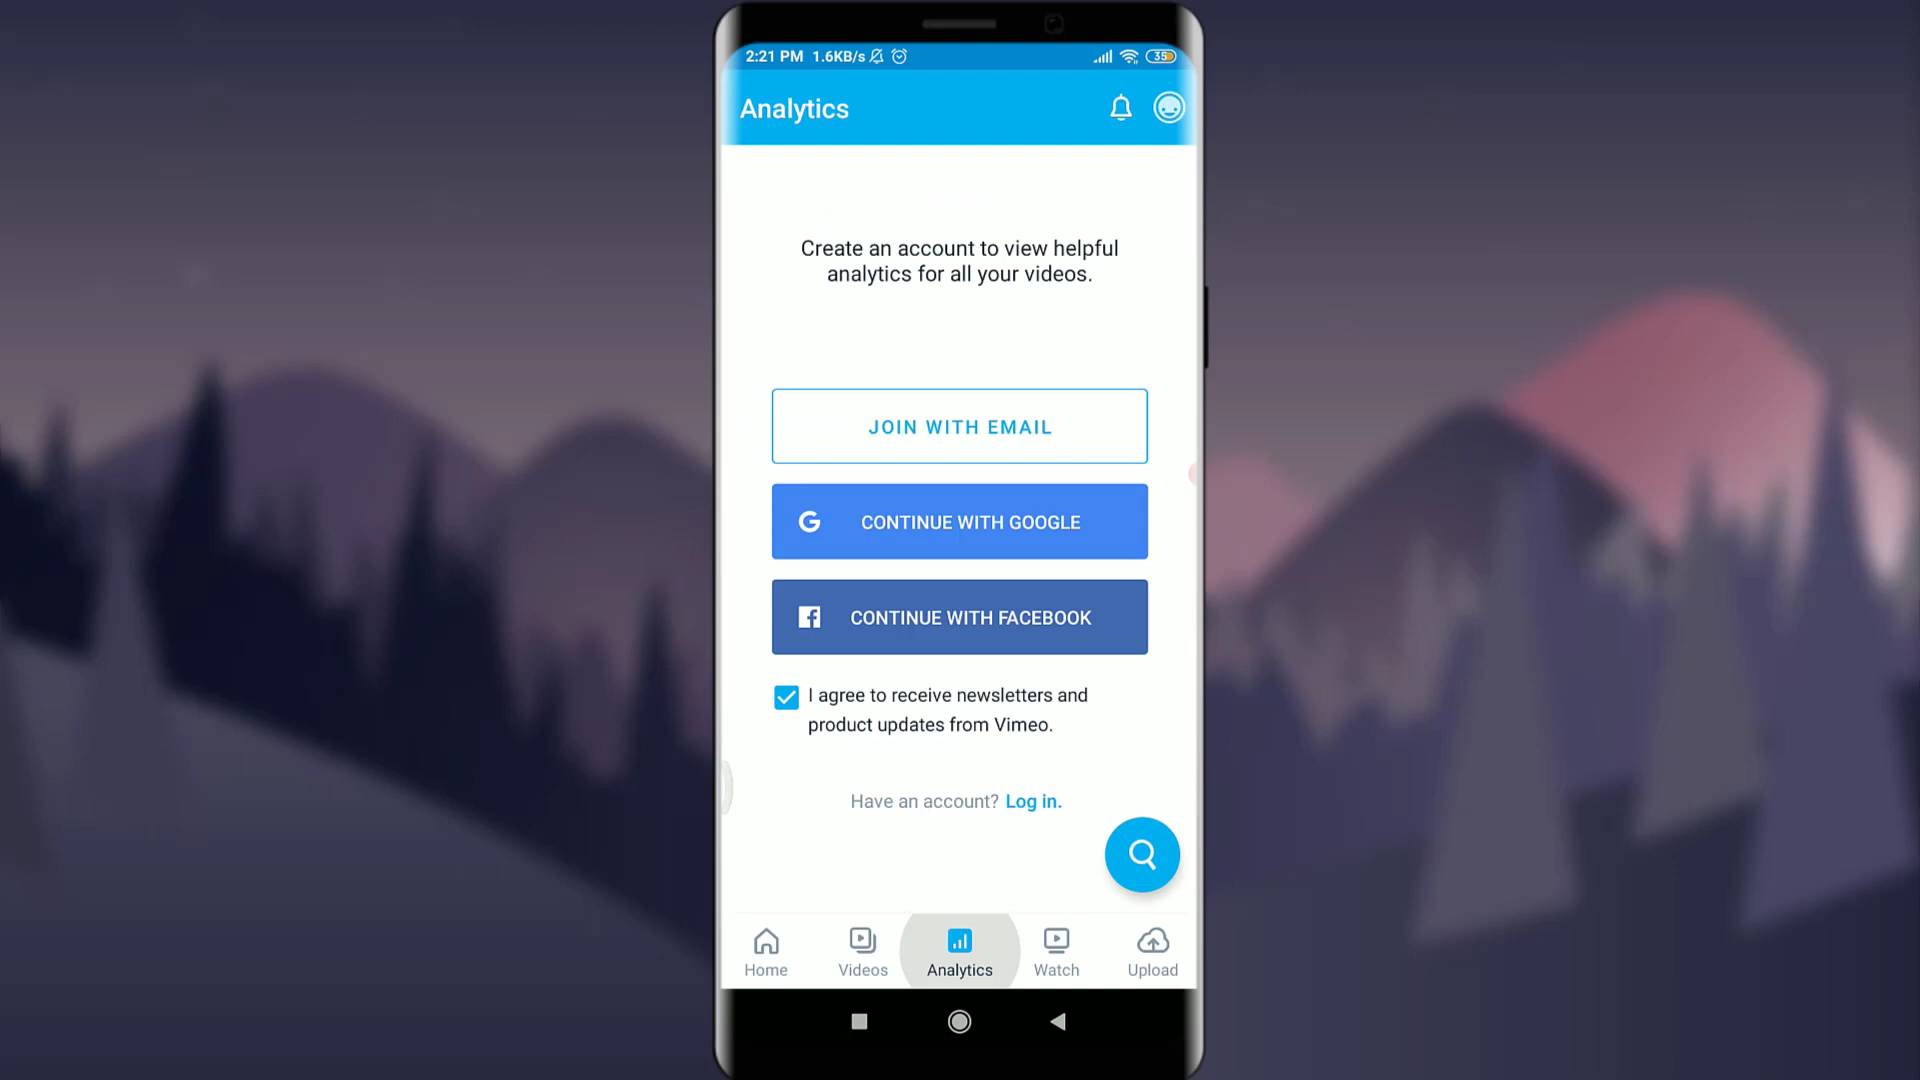 2:21 PM 1.6KB/s 35
Analytics
Create an account to view helpful
analytics for all your videos.
JOIN WITH EMAIL
G CONTINUE WITH GOOGLE
f CONTINUE WITH FACEBOOK
I agree to receive newsletters and
product updates from Vimeo.
Have an account? Log in.
Home Videos Analytics Watch Upload